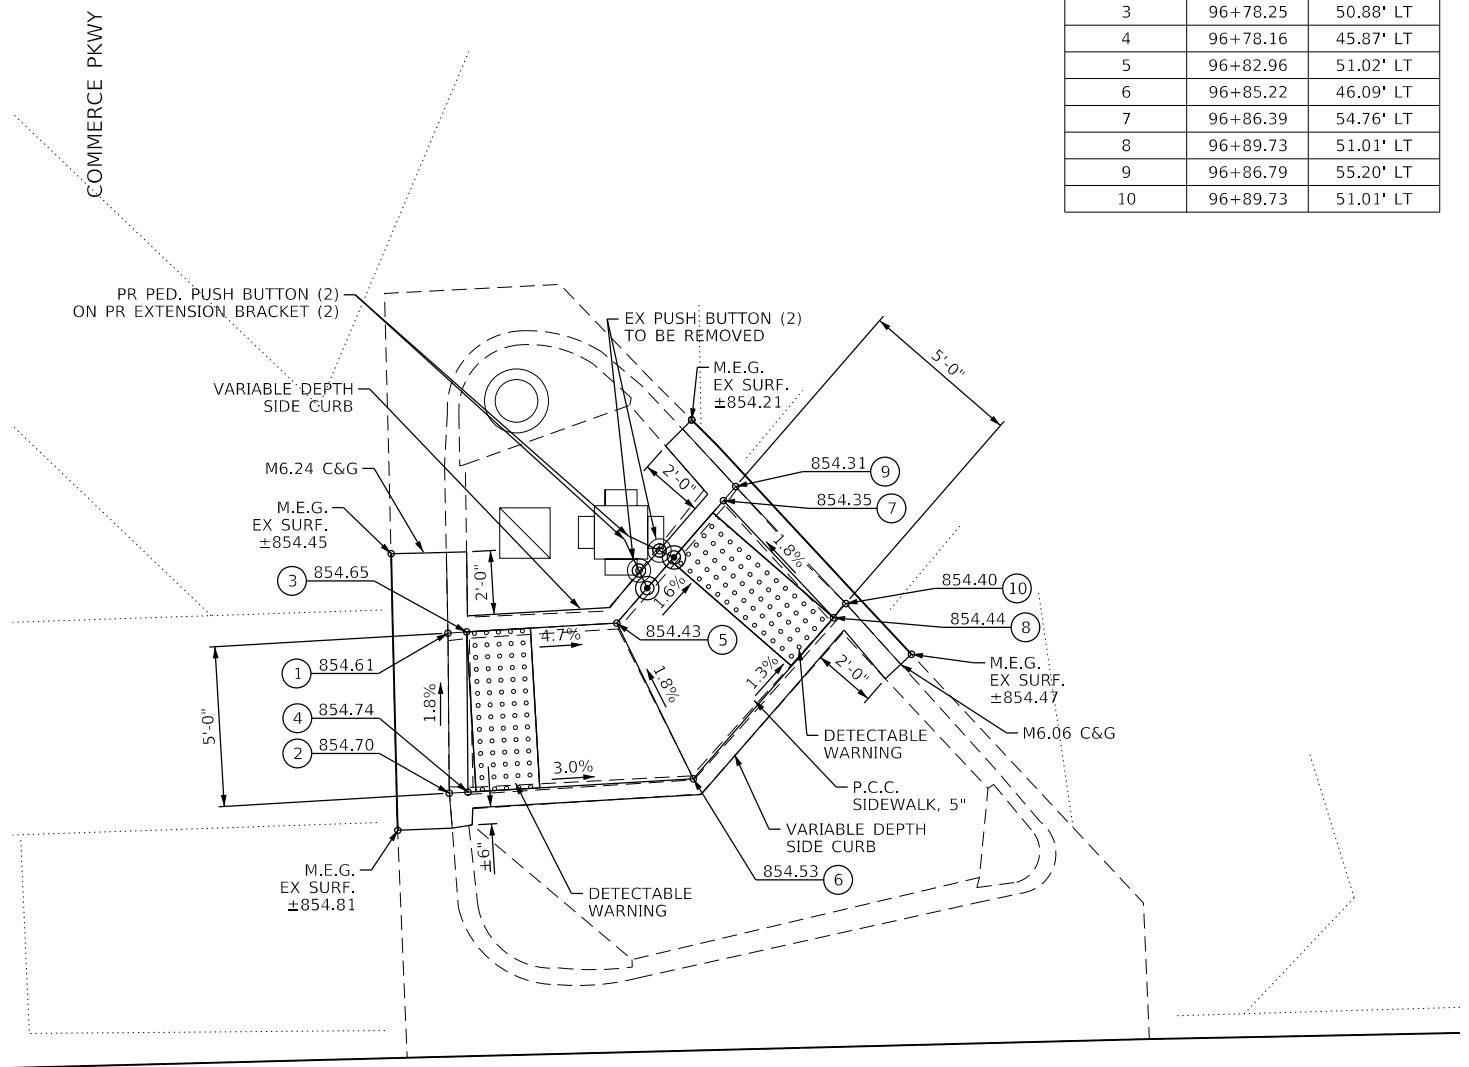 3 96+78.25 50.88' LT
4 96+78.16 45.87' LT
5 96+82.96 51.02' LT
6 96+85.22 46.09' LT
7 96+86.39 54.76' LT
8 96+89.73 51.01' LT
9 96+86.79 55.20' LT
10 96+89.73 51.01' LT
COMMERCE PKWY
PR PED. PUSH BUTTON (2)
ON PR EXTENSION BRACKET (2)
EX PUSH BUTTON (2)
TO BE REMOVED
M.E.G.
EX SURF.
±854.21
5'-0"
VARIABLE DEPTH
SIDE CURB
M6.24 C&G
M.E.G.
EX SURF.
±854.45
2'-0"
854.31 9
854.35 7
1.8%
3 854.65
2'-0"
1.6%
854.40 10
854.44 8
4.7%
854.43 5
1 854.61
1.8%
4 854.74
2 854.70
5'-0"
1.8%
1.3%
2'-0"
M.E.G.
EX SURF.
±854.47
M6.06 C&G
DETECTABLE
WARNING
3.0%
P.C.C.
SIDEWALK, 5"
VARIABLE DEPTH
SIDE CURB
±6"
854.53 6
M.E.G.
EX SURF.
±854.81
DETECTABLE
WARNING